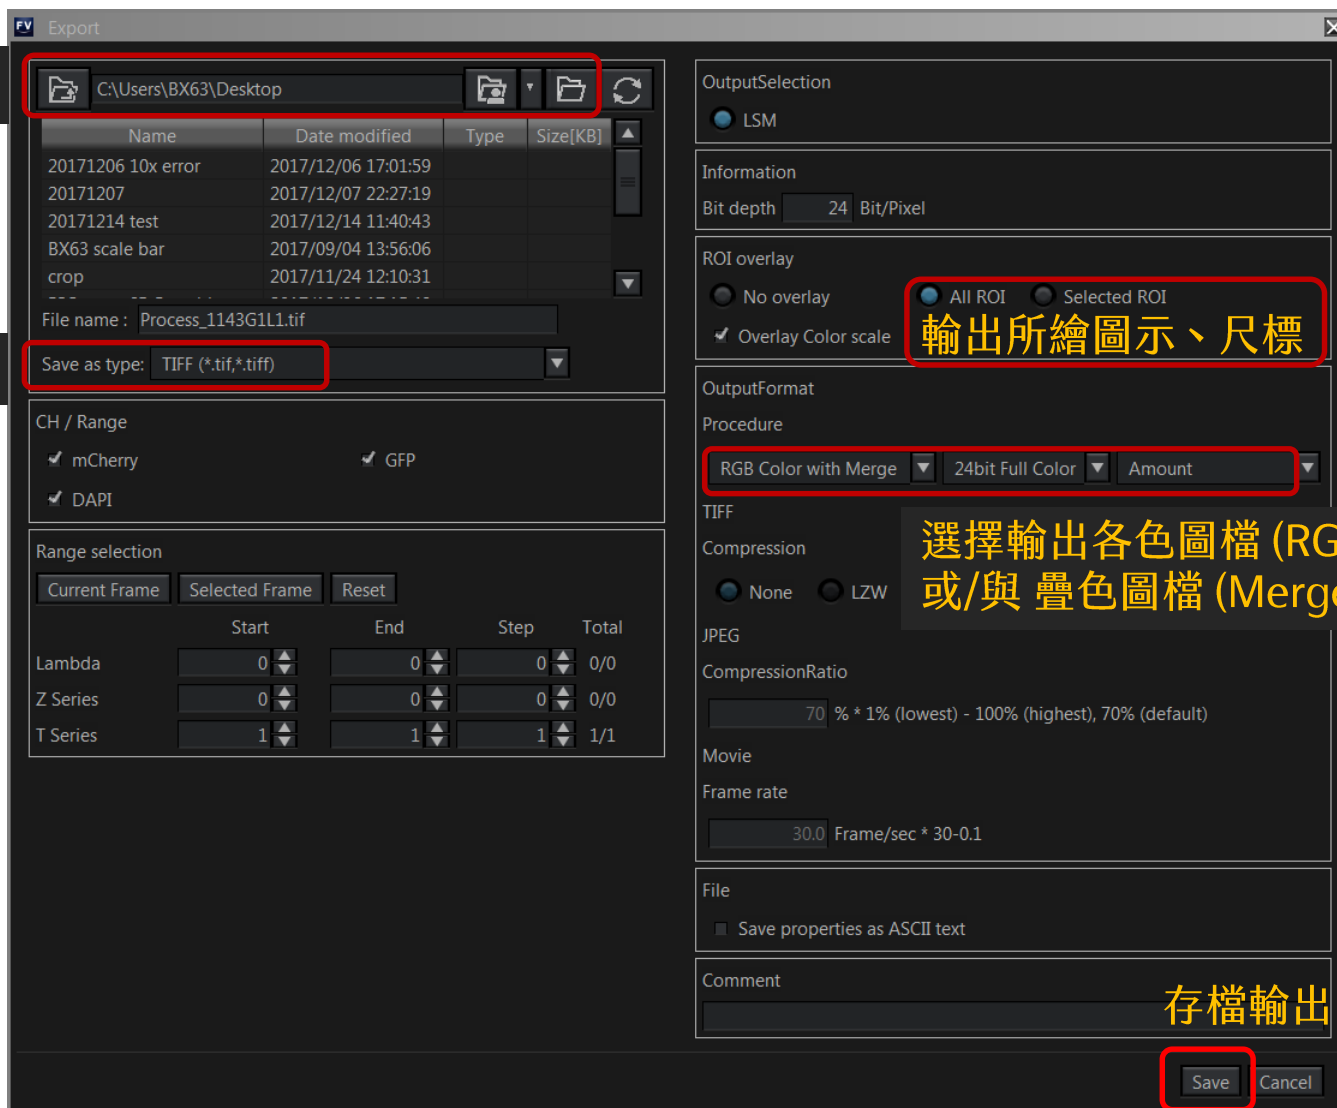 FV Export
C:\Users\BX63\Desktop
Name Date modified Type Size[KB]
20171206 10x error 2017/12/06 17:01:59
20171207 2017/12/07 22:27:19
20171214 test 2017/12/14 11:40:43
BX63 scale bar 2017/09/04 13:56:06
crop 2017/11/24 12:10:31
File name : Process_1143G1L1.tif
Save as type: TIFF (*.tif,*.tiff)
CH / Range
mCherry GFP
DAPI
Range selection
Current Frame Selected Frame Reset
Start End Step Total
Lambda 0 0 0 0/0
Z Series 0 0 0 0/0
T Series 1 1 1 1/1
OutputSelection
LSM
Information
Bit depth 24 Bit/Pixel
ROI overlay
No overlay All ROI Selected ROI
Overlay Color scale
輸出所繪圖示、尺標
OutputFormat
Procedure
RGB Color with Merge 24bit Full Color Amount
TIFF
Compression
None LZW
選擇輸出各色圖檔 (RG
或/與 疊色圖檔 (Merge
JPEG
CompressionRatio
70 % * 1% (lowest) - 100% (highest), 70% (default)
Movie
Frame rate
30.0 Frame/sec * 30-0.1
File
Save properties as ASCII text
Comment
存檔輸出
Save Cancel